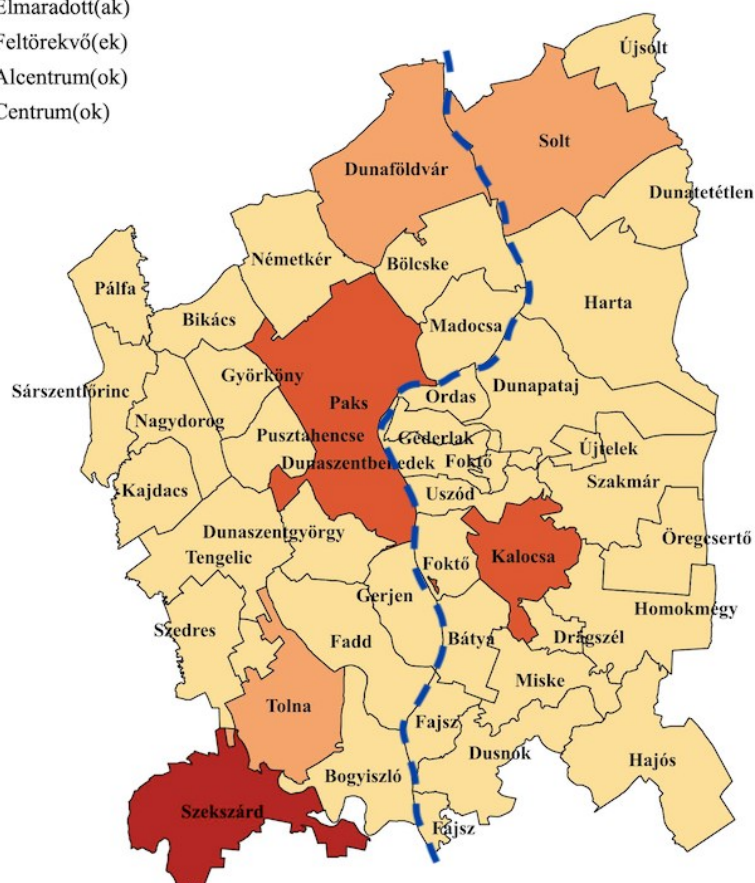 Elmaradott(ak)
Feltörekvő(ek)
Alcentrum(ok)
Centrum(ok)
Újsolt
Solt
Dunaföldvár
Dunatetétlen
Németkér
Bölcske
Pálfa
Harta
Bikács
Madocsa
Györköny
Dunapataj
Sárszentlőrinc
Ordas
Paks
Nagydorog
Pusztahencse
Géderlak
Újtelek
Dunaszentbenedek
Foktő
Szakmár
Kajdacs
Uszód
Dunaszentgyörgy
Öregcsertő
Tengelic
Foktő
Kalocsa
Gerjen
Homokmégy
Szedres
Fadd
Bátya
Drágszél
Miske
Tolna
Fajsz
Dusnok
Hajós
Bogyiszló
Szekszárd
Fajsz